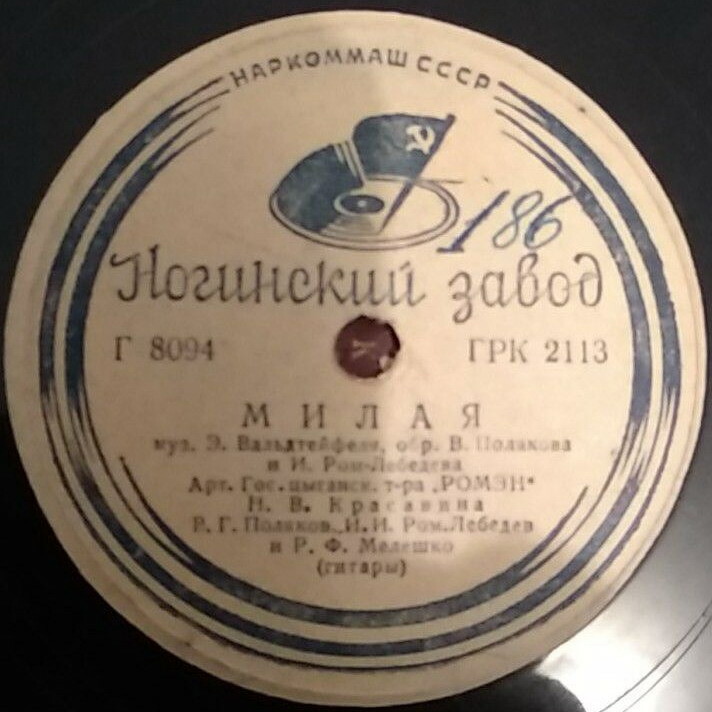 НАРКОММАШ СССР
186
Ногинский завод
Г 8094 ГРК 2113
МИЛАЯ
муз. Э. Вальдтейфеля, обр. В. Полякова
и И. Ром-Лебедева
Арт. Гос. цыганск. т-ра „РОМЭН“
Н. В. Красавина
Р. Г. Поляков, И. И. Ром-Лебедев
и Р. Ф. Мелешко
(гитары)